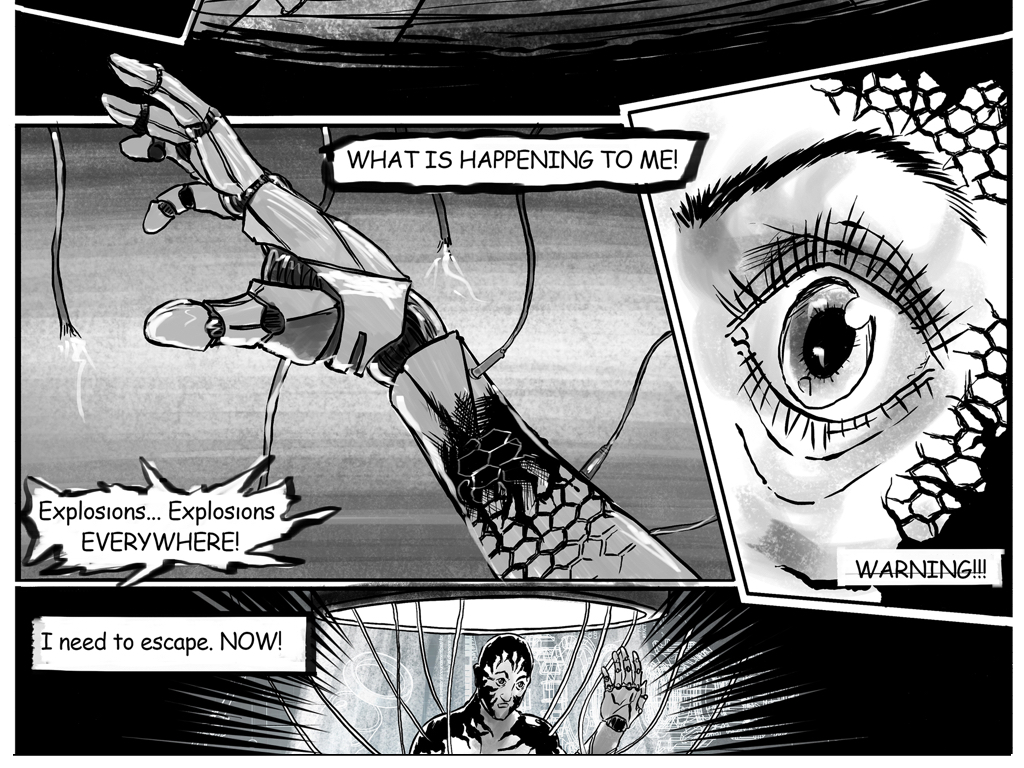 WHAT IS HAPPENING TO ME!
Explosions... Explosions
EVERYWHERE!
WARNING!!!
I need to escape. NOW!